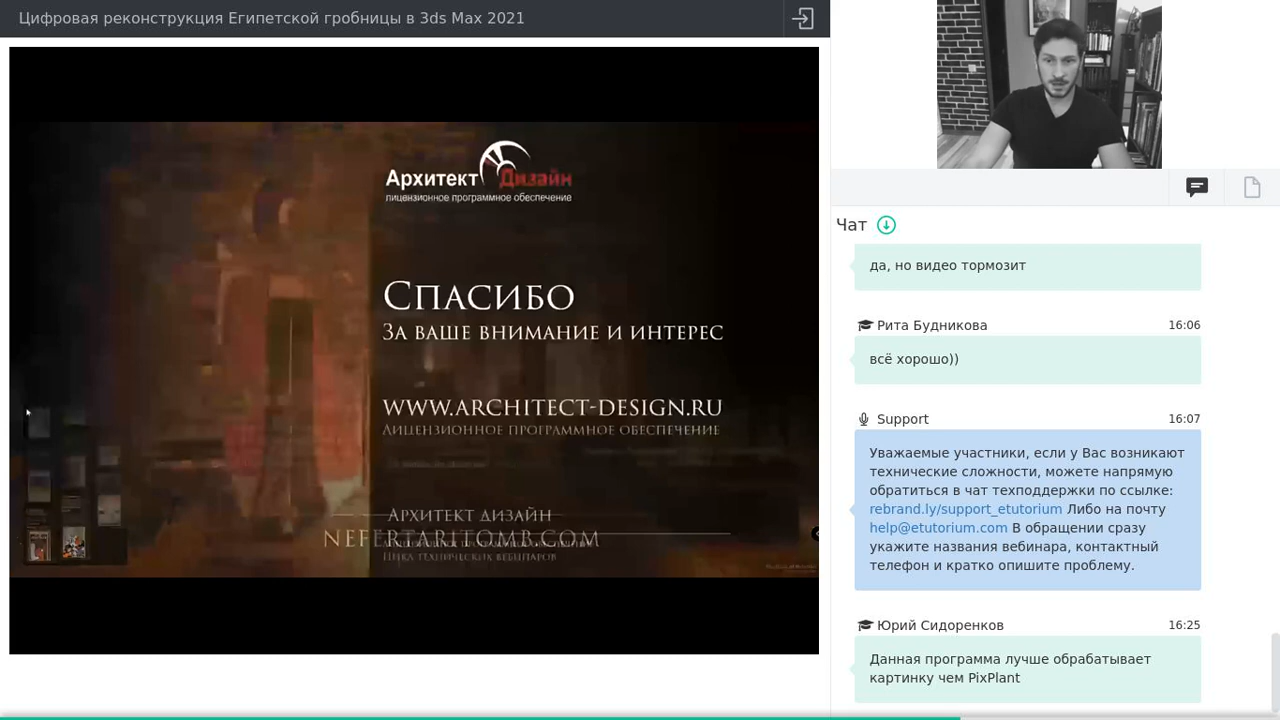 Цифровая реконструкция Египетской гробницы в 3ds Max 2021
Архитект Дизайн
лицензионное программное обеспечение
Спасибо
За ваше внимание и интерес
www.architect-design.ru
Лицензионное программное обеспечение
Архитект дизайн
NEFERTARITOMB.COM
Цикл технических вебинаров
Чат
да, но видео тормозит
Рита Будникова 16:06
всё хорошо))
Support 16:07
Уважаемые участники, если у Вас возникают
технические сложности, можете напрямую
обратиться в чат техподдержки по ссылке:
rebrand.ly/support_etutorium Либо на почту
help@etutorium.com В обращении сразу
укажите названия вебинара, контактный
телефон и кратко опишите проблему.
Юрий Сидоренков 16:25
Данная программа лучше обрабатывает
картинку чем PixPlant